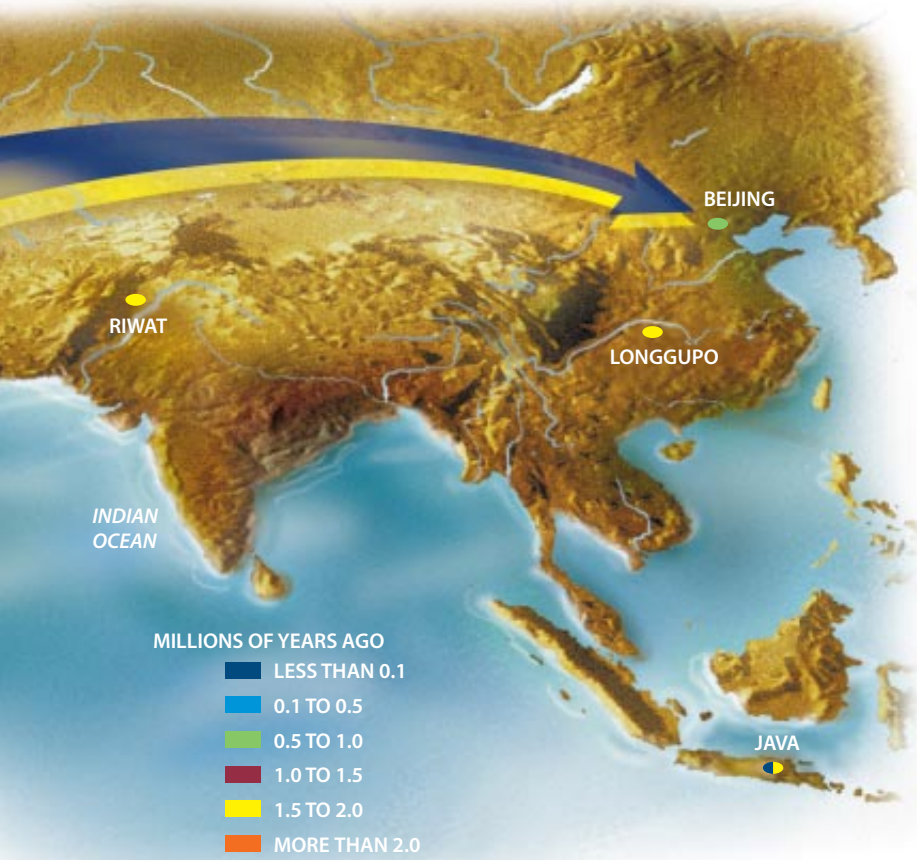 BEIJING
RIWAT
LONGGUPO
INDIAN
OCEAN
MILLIONS OF YEARS AGO
LESS THAN 0.1
0.1 TO 0.5
0.5 TO 1.0
1.0 TO 1.5
1.5 TO 2.0
MORE THAN 2.0
JAVA